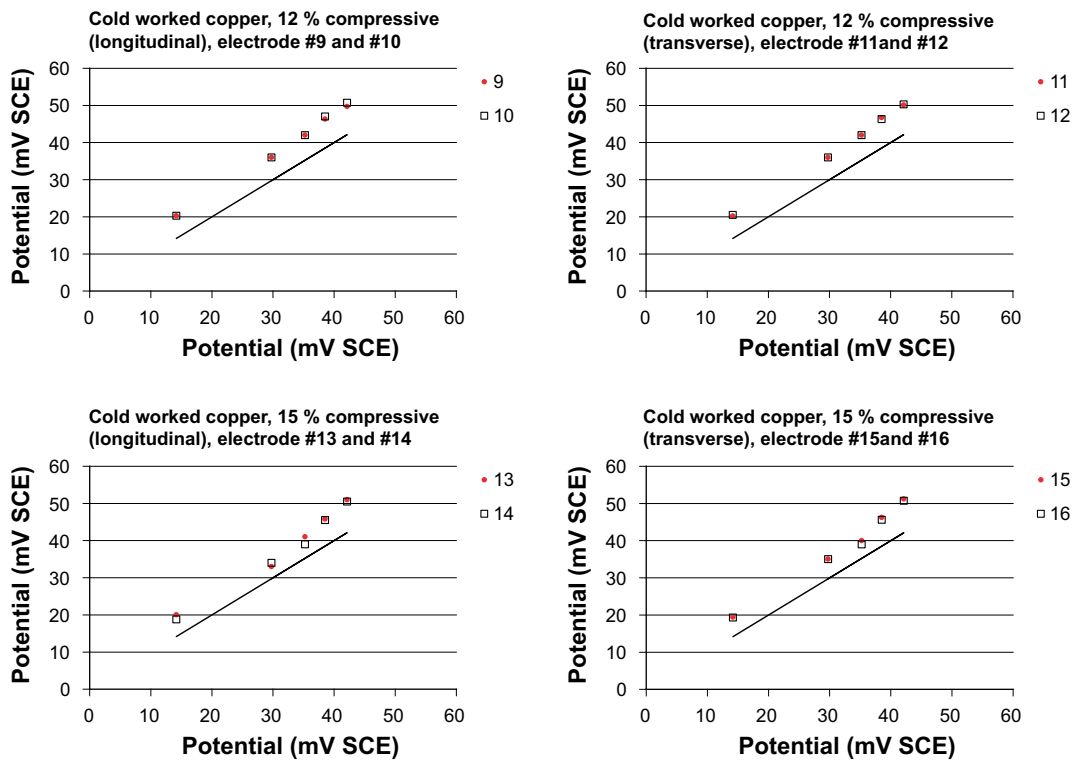 Cold worked copper, 12 % compressive
(longitudinal), electrode #9 and #10
Potential (mV SCE)
60
50
40
30
20
10
0
0 10 20 30 40 50 60
Potential (mV SCE)
9
10
Cold worked copper, 12 % compressive
(transverse), electrode #11and #12
Potential (mV SCE)
60
50
40
30
20
10
0
0 10 20 30 40 50 60
Potential (mV SCE)
11
12
Cold worked copper, 15 % compressive
(longitudinal), electrode #13 and #14
Potential (mV SCE)
60
50
40
30
20
10
0
0 10 20 30 40 50 60
Potential (mV SCE)
13
14
Cold worked copper, 15 % compressive
(transverse), electrode #15and #16
Potential (mV SCE)
60
50
40
30
20
10
0
0 10 20 30 40 50 60
Potential (mV SCE)
15
16